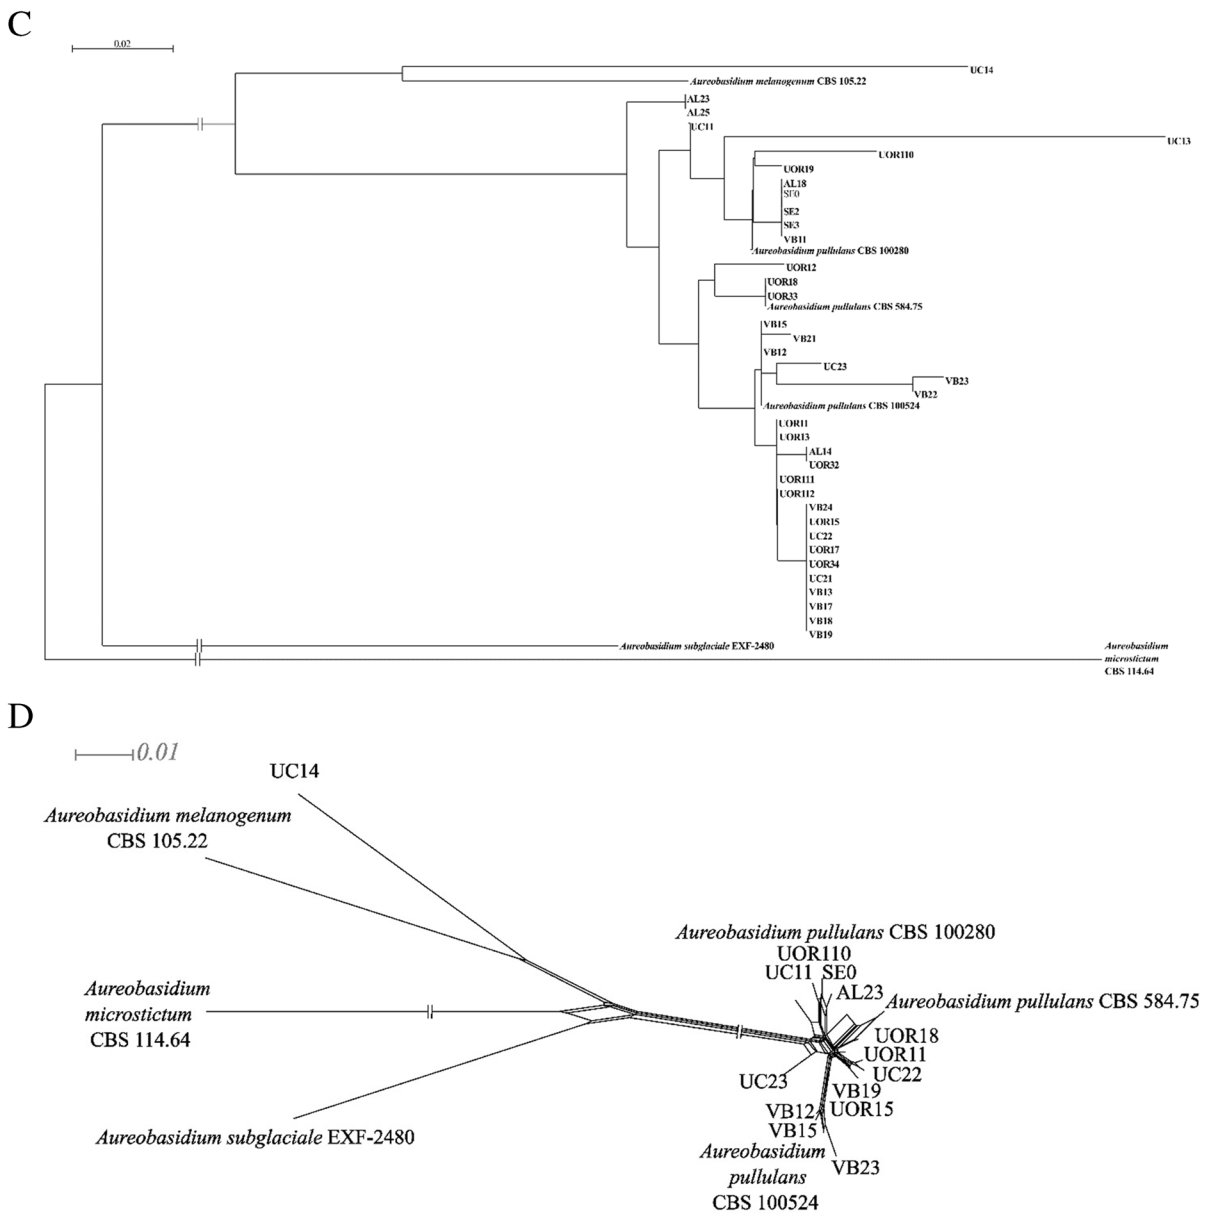 C
0.02
UC14
Aureobasidium melanogenum CBS 105.22
AL23
AL25
UC11
UC13
UOR110
UOR19
AL18
SE0
SE2
SE3
VB11
Aureobasidium pullulans CBS 100280
UOR12
UOR18
UOR33
Aureobasidium pullulans CBS 584.75
VB15
VB21
VB12
UC23
VB23
VB22
Aureobasidium pullulans CBS 100524
UOR11
UOR13
AL14
UOR32
UOR111
UOR112
VB24
UOR15
UC22
UOR17
UOR34
UC21
VB13
VB17
VB18
VB19
Aureobasidium subglaciale EXF-2480
Aureobasidium
microstictum
CBS 114.64
D
0.01
UC14
Aureobasidium melanogenum
CBS 105.22
Aureobasidium
microstictum
CBS 114.64
Aureobasidium subglaciale EXF-2480
Aureobasidium pullulans CBS 100280
UOR110
UC11 SE0
AL23
Aureobasidium pullulans CBS 584.75
UOR18
UOR11
UC22
UC23
VB19
VB12 UOR15
VB15
Aureobasidium
pullulans
CBS 100524
VB23